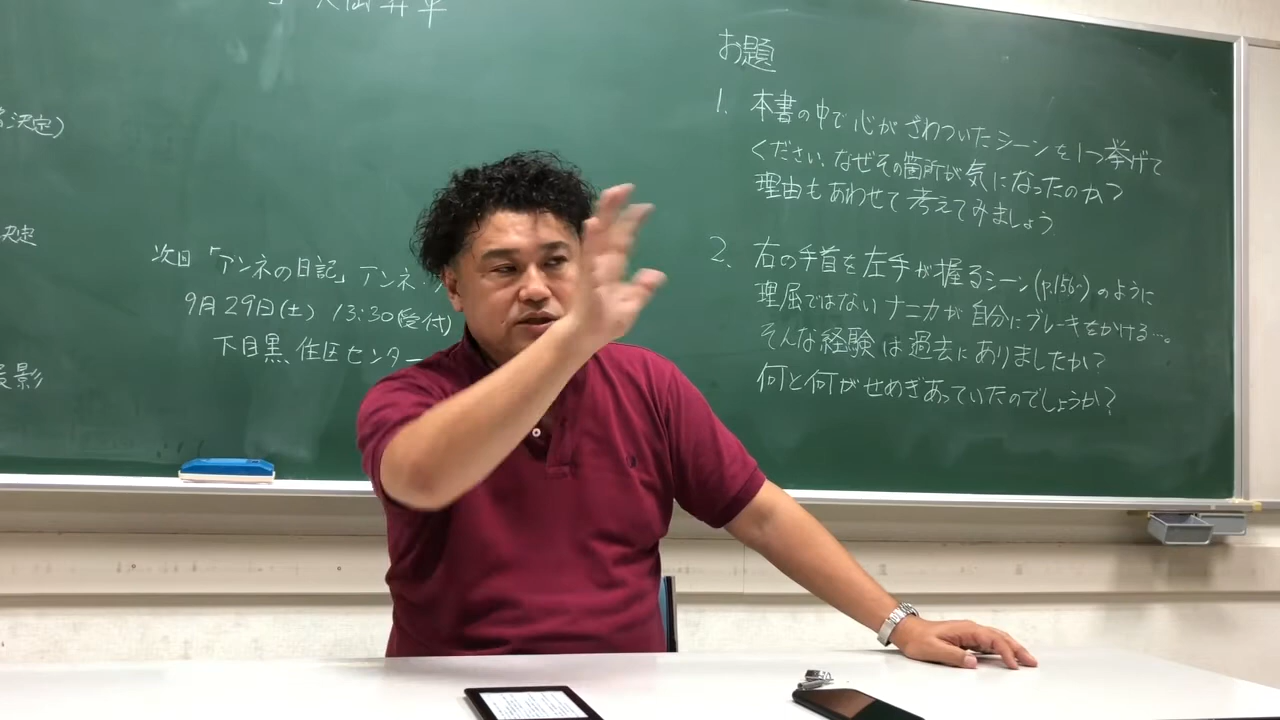 大岡昇平
決定)
決定
影
次回「アンネの日記」アンネ・
9月29日(土) 13:30(受付)
下目黒住区センター
お題
1. 本書の中で心がざわついたシーンを1つ挙げて
ください、なぜその箇所が気になったのか?
理由もあわせて考えてみましょう
2. 右の手首を左手が握るシーン(p.156~)のように
理屈ではないナニカが自分にブレーキをかける…。
そんな経験は過去にありましたか?
何と何がせめぎあっていたのでしょうか?